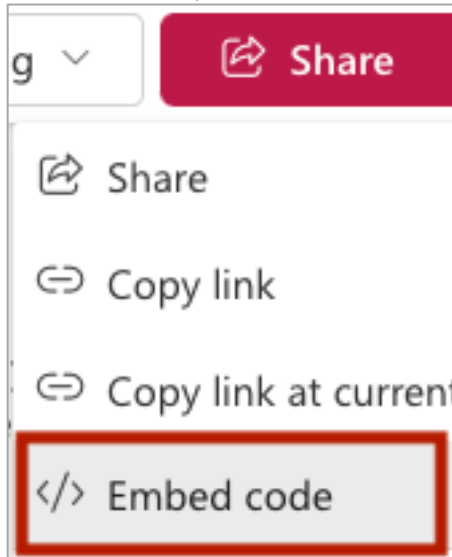 g
Share
Share
Copy link
Copy link at current
Embed code